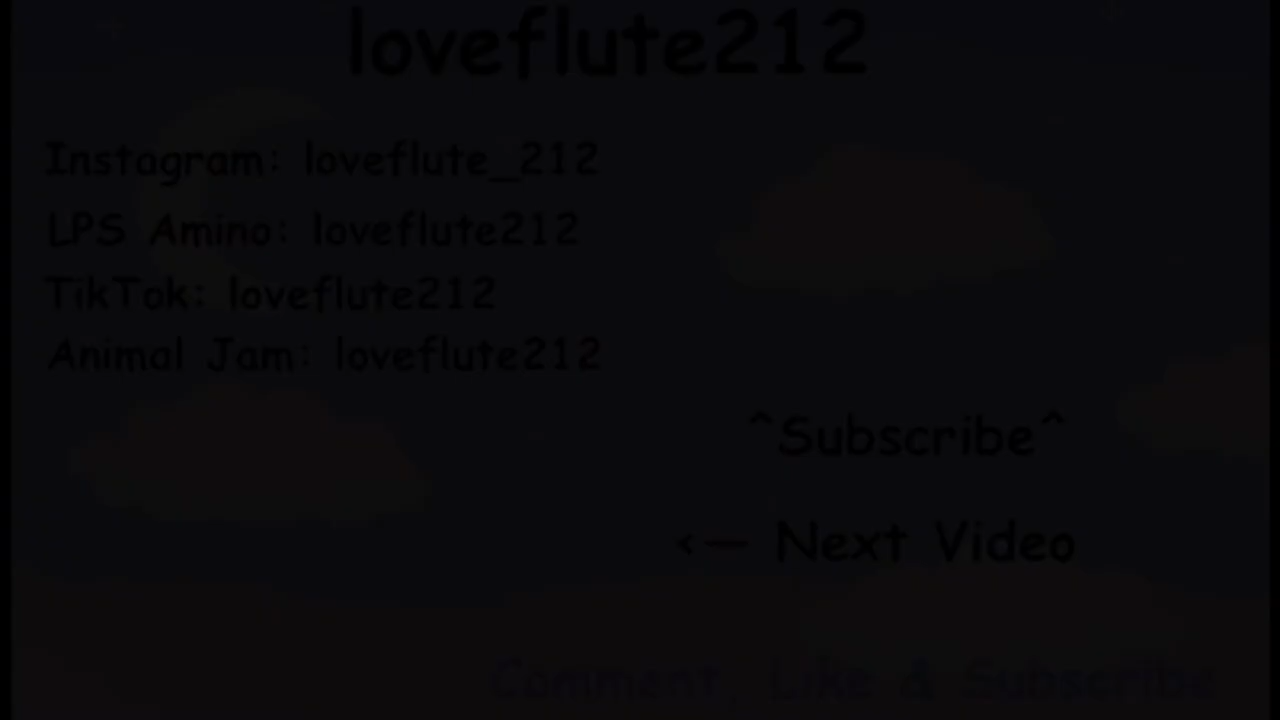 loveflute212
Instagram: loveflute_212
LPS Amino: loveflute212
TikTok: loveflute212
Animal Jam: loveflute212
^Subscribe^
<— Next Video
Comment, Like & Subscribe